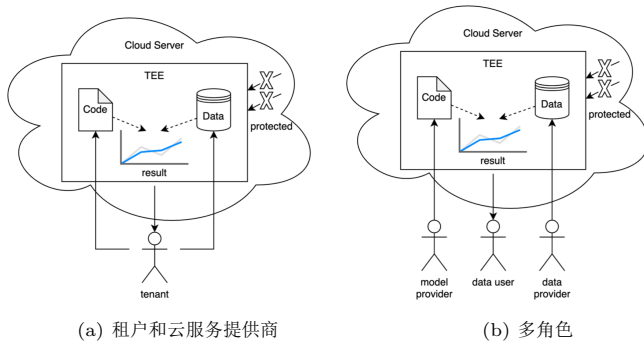 Cloud Server
TEE
Code
Data
protected
result
tenant
(a) 租户和云服务提供商
Cloud Server
TEE
Code
Data
protected
result
model
provider
data user
data
provider
(b) 多角色